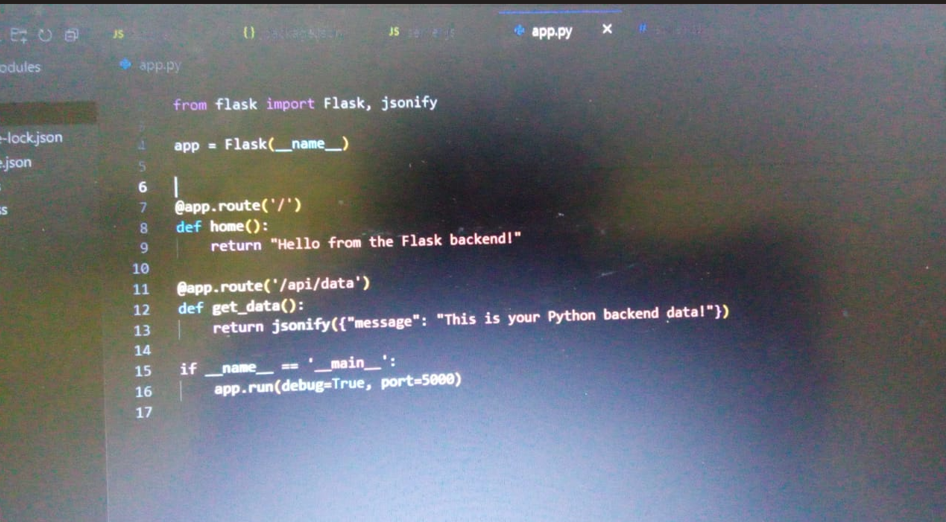 JS
{}
JS
app.py
odules
app.py
from flask import Flask, jsonify
-lock.json
4 app = Flask(__name__)
.json
5
6
7 @app.route('/')
8 def home():
9 return "Hello from the Flask backend!"
10
11 @app.route('/api/data')
12 def get_data():
13 return jsonify({"message": "This is your Python backend data!"})
14
15 if __name__ == '__main__':
16 app.run(debug=True, port=5000)
17